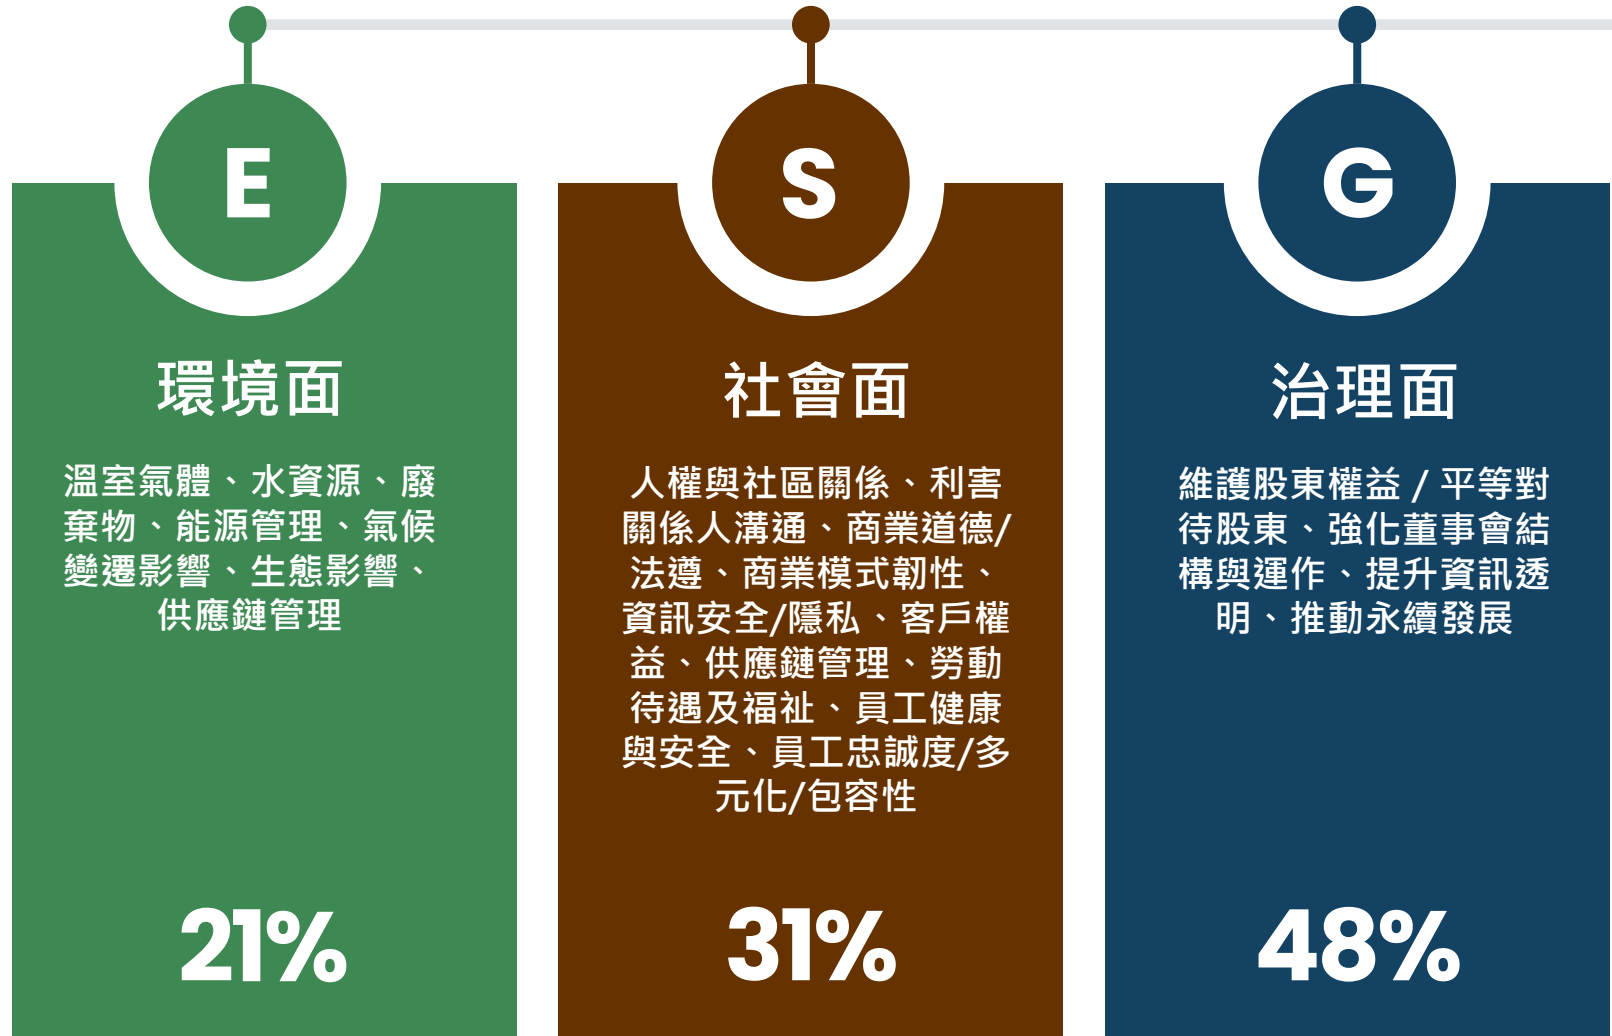 E
環境面
溫室氣體、水資源、廢
棄物、能源管理、氣候
變遷影響、生態影響、
供應鏈管理
21%
S
社會面
人權與社區關係、利害
關係人溝通、商業道德/
法遵、商業模式韌性、
資訊安全/隱私、客戶權
益、供應鏈管理、勞動
待遇及福祉、員工健康
與安全、員工忠誠度/多
元化/包容性
31%
G
治理面
維護股東權益 / 平等對
待股東、強化董事會結
構與運作、提升資訊透
明、推動永續發展
48%